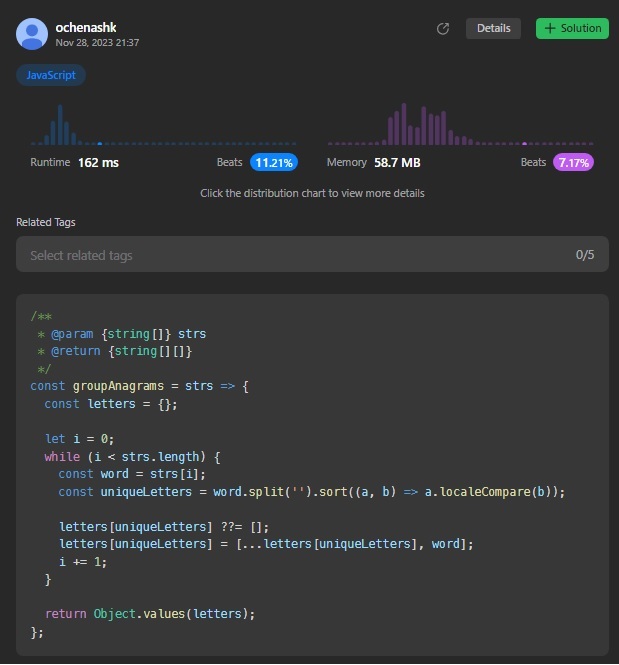 ochenashk
Nov 28, 2023 21:37
Details
+ Solution
JavaScript
Runtime 162 ms Beats 11.21%
Memory 58.7 MB Beats 7.17%
Click the distribution chart to view more details
Related Tags
Select related tags 0/5
/**
 * @param {string[]} strs
 * @return {string[][]}
 */
const groupAnagrams = strs => {
  const letters = {};

  let i = 0;
  while (i < strs.length) {
    const word = strs[i];
    const uniqueLetters = word.split('').sort((a, b) => a.localeCompare(b));

    letters[uniqueLetters] ??= [];
    letters[uniqueLetters] = [...letters[uniqueLetters], word];
    i += 1;
  }

  return Object.values(letters);
};